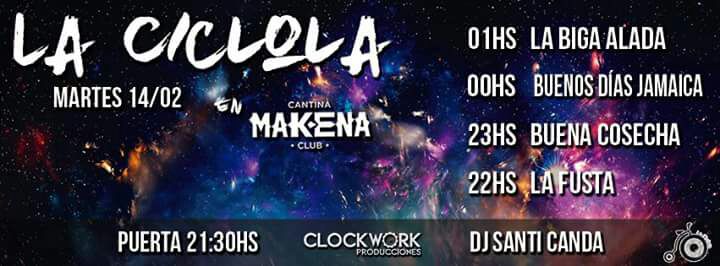 LA CICLOLA
MARTES 14/02
EN
CANTINA
MAKENA
• CLUB •
01HS LA BIGA ALADA
00HS BUENOS DÍAS JAMAICA
23HS BUENA COSECHA
22HS LA FUSTA
PUERTA 21:30HS
CLOCKWORK
PRODUCCIONES
DJ SANTI CANDA